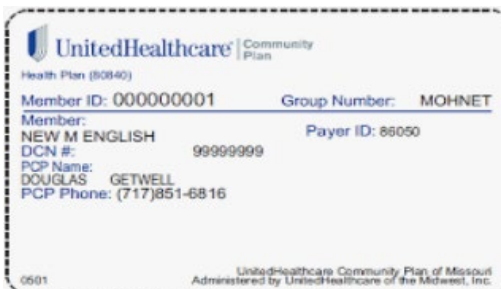 UnitedHealthcare Community Plan
Health Plan (80840)
Member ID: 000000001 Group Number: MOHNET
Member:
NEW M ENGLISH Payer ID: 86050
DCN #: 99999999
PCP Name:
DOUGLAS GETWELL
PCP Phone: (717)851-6816
UnitedHealthcare Community Plan of Missouri
0501 Administered by UnitedHealthcare of the Midwest, Inc.